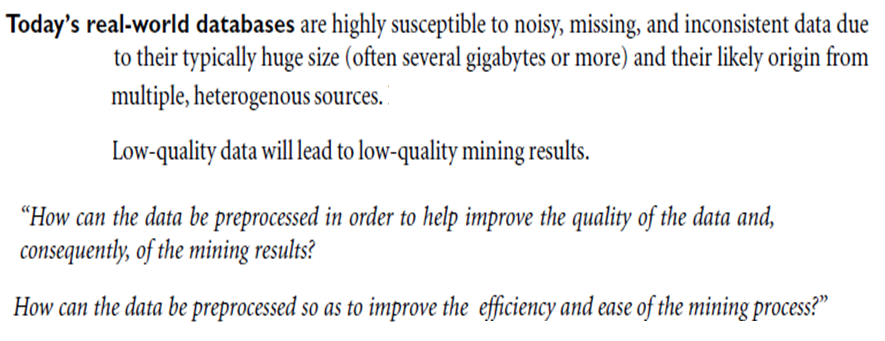 Today's real-world databases are highly susceptible to noisy, missing, and inconsistent data due
to their typically huge size (often several gigabytes or more) and their likely origin from
multiple, heterogenous sources.
Low-quality data will lead to low-quality mining results.
“How can the data be preprocessed in order to help improve the quality of the data and,
consequently, of the mining results?
How can the data be preprocessed so as to improve the efficiency and ease of the mining process?”